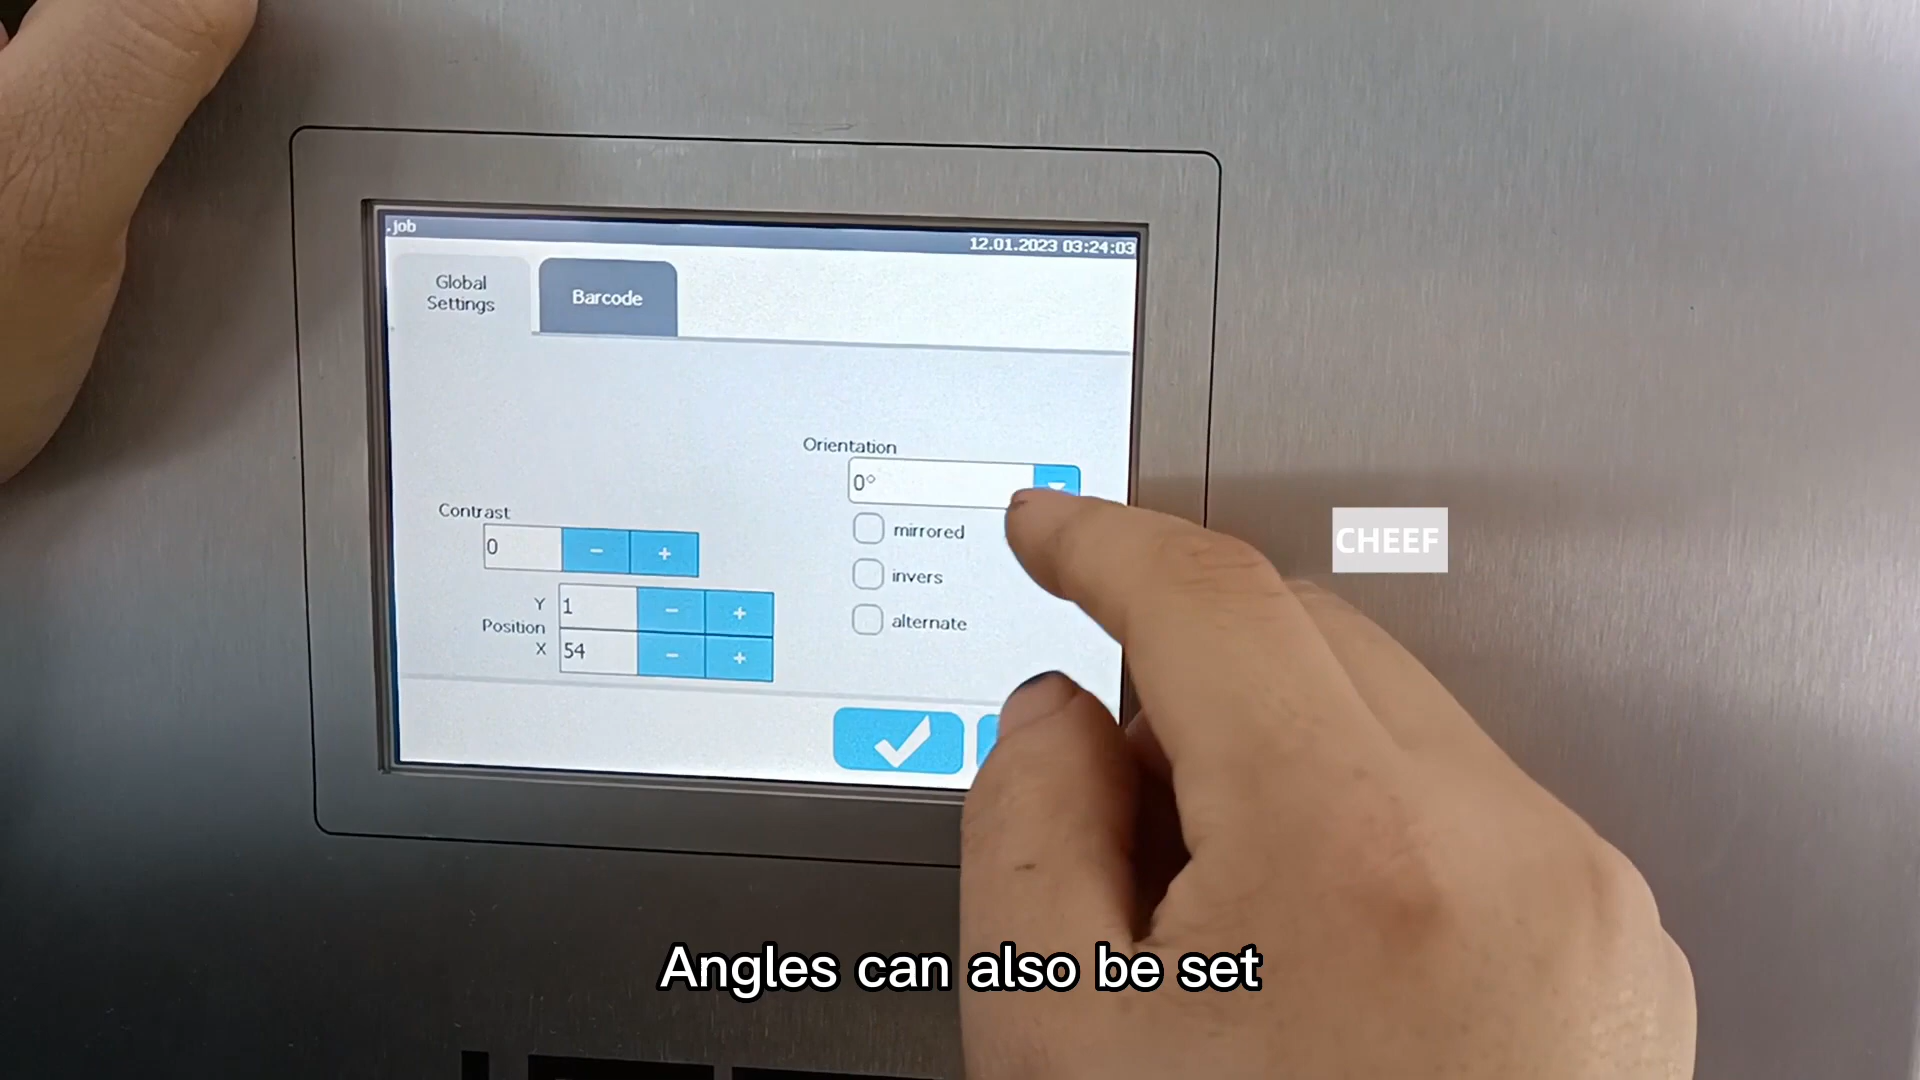 .job
12.01.2023 03:24:03
Global
Settings
Barcode
Orientation
0°
mirrored
invers
alternate
Contrast
0
- +
Y 1 - +
Position
X 54 - +
CHEEF
Angles can also be set